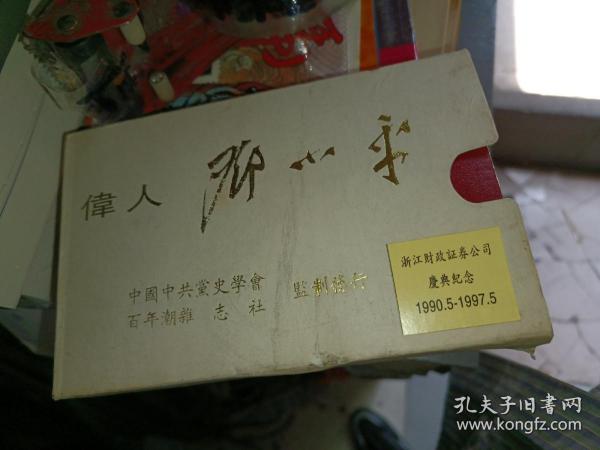 偉人 邓小平
中國中共黨史學會
百年潮雜志社
監制發行
浙江財政証券公司
慶典紀念
1990.5-1997.5
孔夫子旧书网
www.kongfz.com